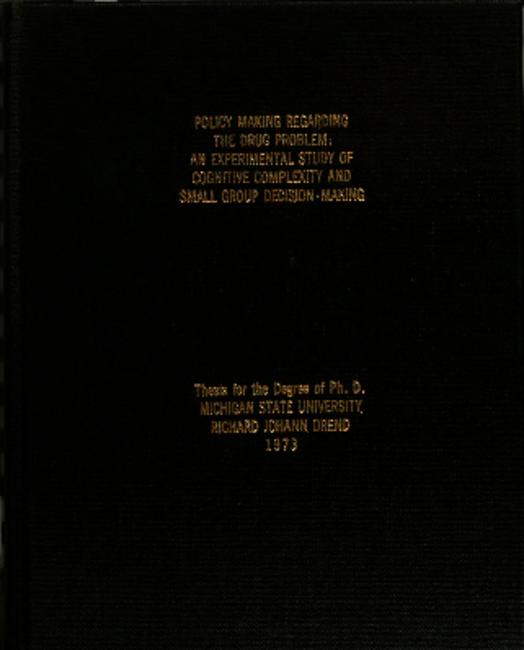 POLICY MAKING REGARDING
THE DRUG PROBLEM:
AN EXPERIMENTAL STUDY OF
COGNITIVE COMPLEXITY AND
SMALL GROUP DECISION-MAKING
Thesis for the Degree of Ph. D.
MICHIGAN STATE UNIVERSITY
RICHARD JOHANN DREND
1973